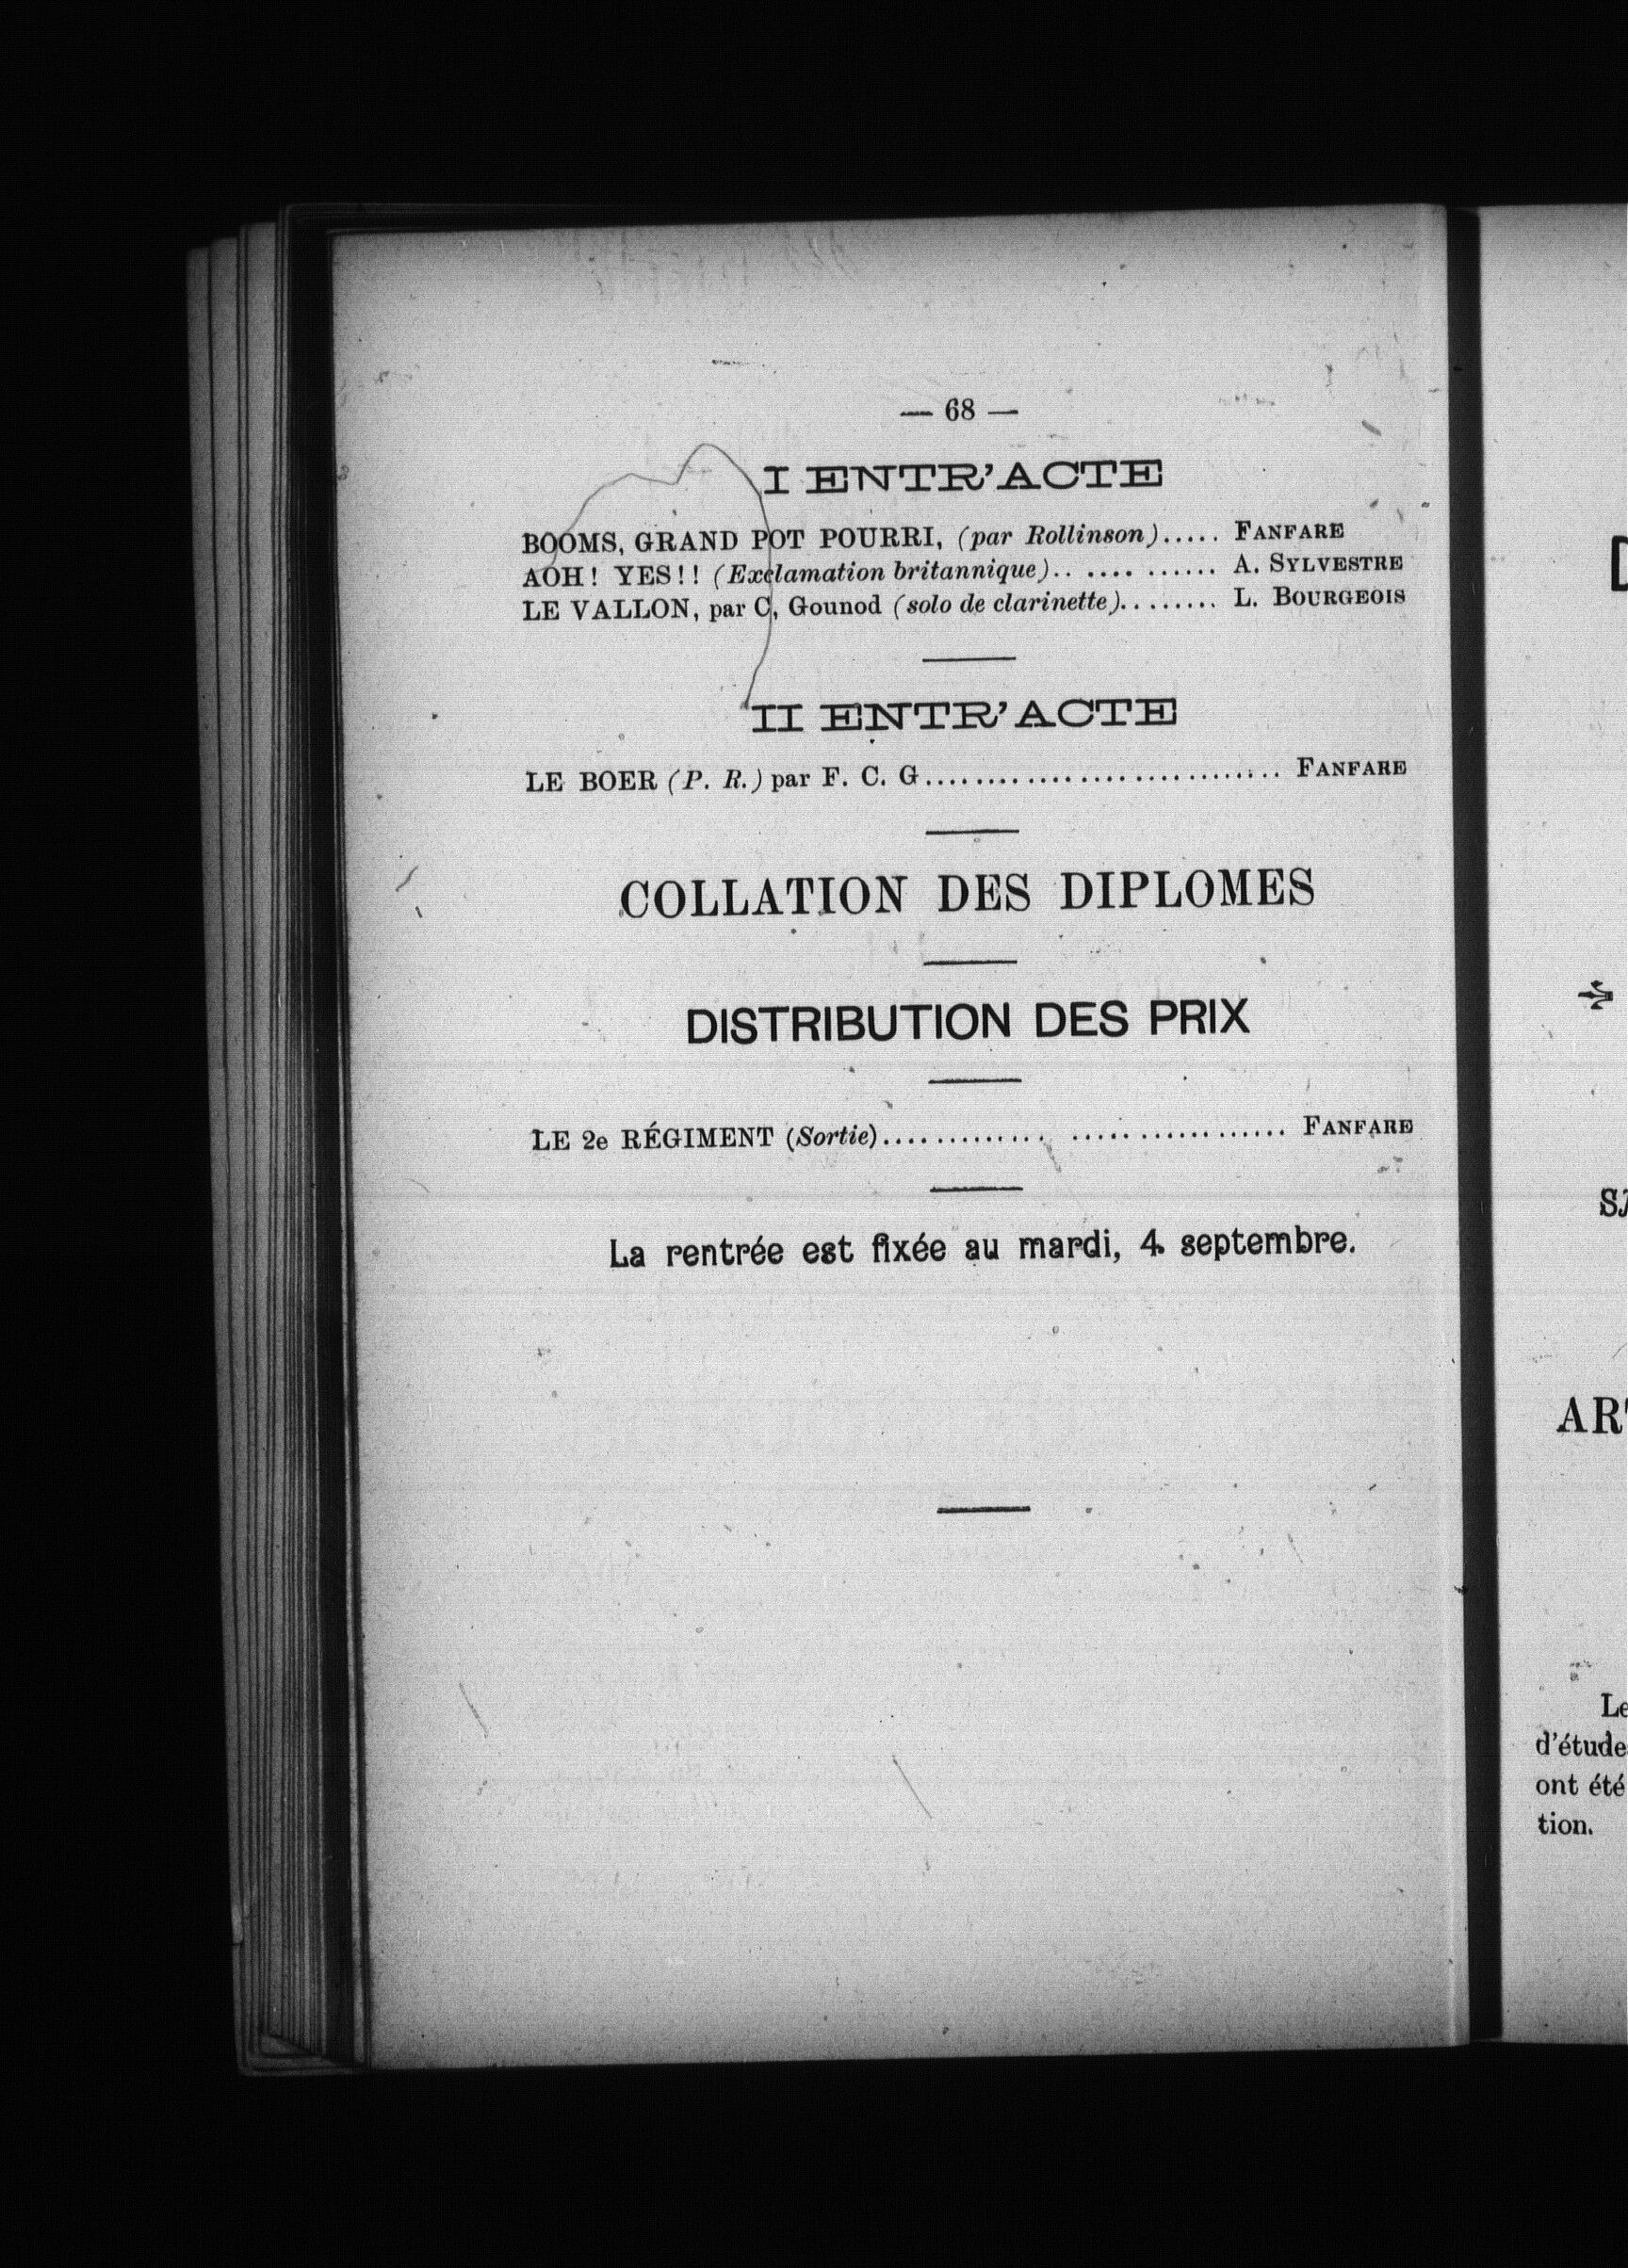 — 68 —
I ENTR'ACTE
BOOMS, GRAND POT POURRI, (par Rollinson)..... FANFARE
AOH! YES!! (Exclamation britannique).. .... ...... A. SYLVESTRE
LE VALLON, par C, Gounod (solo de clarinette)........ L. BOURGEOIS
II ENTR'ACTE
LE BOER (P. R.) par F. C. G............................ FANFARE
COLLATION DES DIPLOMES
DISTRIBUTION DES PRIX
LE 2e RÉGIMENT (Sortie)............. ................. FANFARE
La rentrée est fixée au mardi, 4 septembre.
Le
d'étude
ont été
tion.